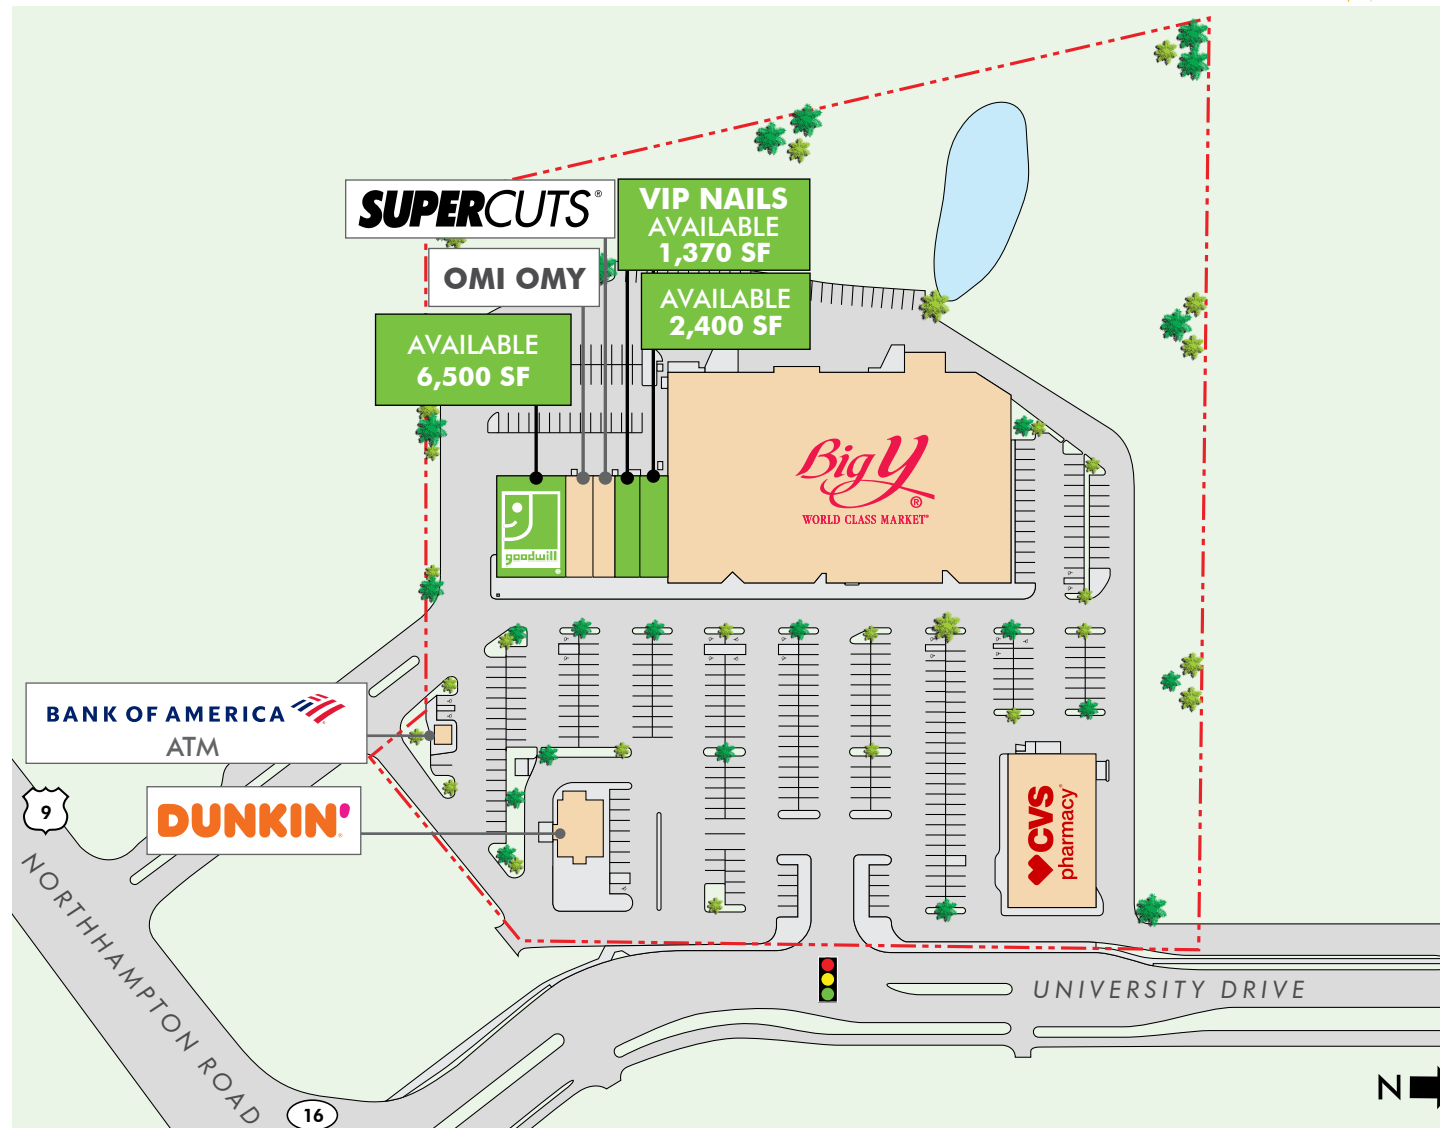 SUPERCUTS®
VIP NAILS
AVAILABLE
1,370 SF
OMI OMY
AVAILABLE
2,400 SF
AVAILABLE
6,500 SF
Big Y®
WORLD CLASS MARKET®
goodwill®
BANK OF AMERICA
ATM
DUNKIN'
9
CVS
pharmacy®
NORTHHAMPTON ROAD
UNIVERSITY DRIVE
16
N